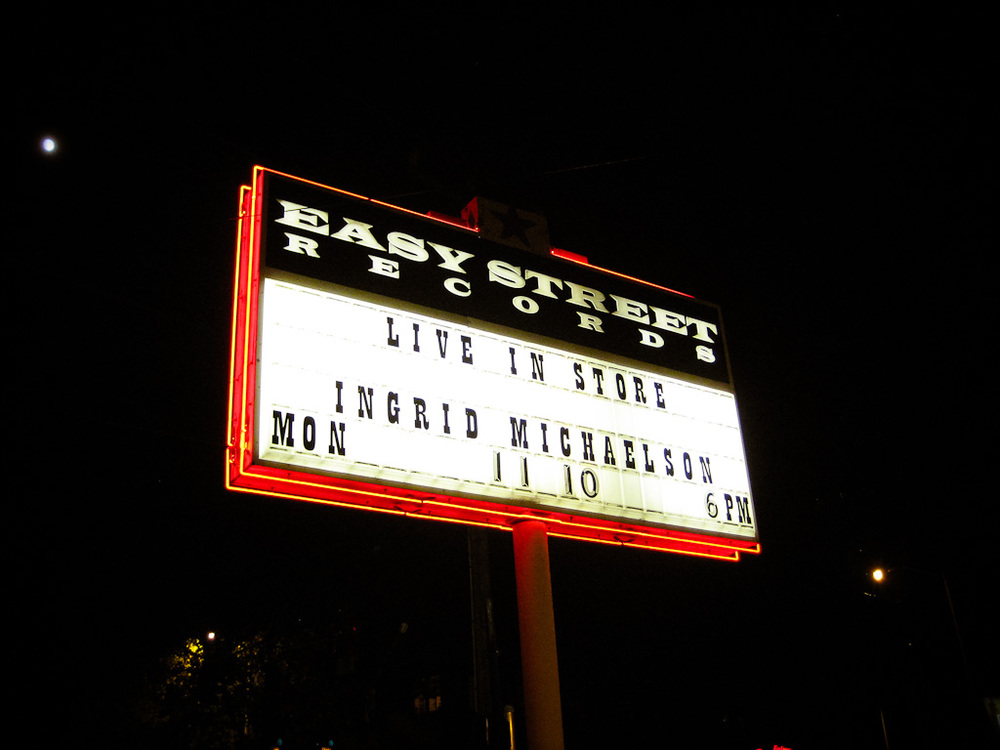 EASY STREET
RECORDS
LIVE IN STORE
INGRID MICHAELSON
MON 11 10 6PM